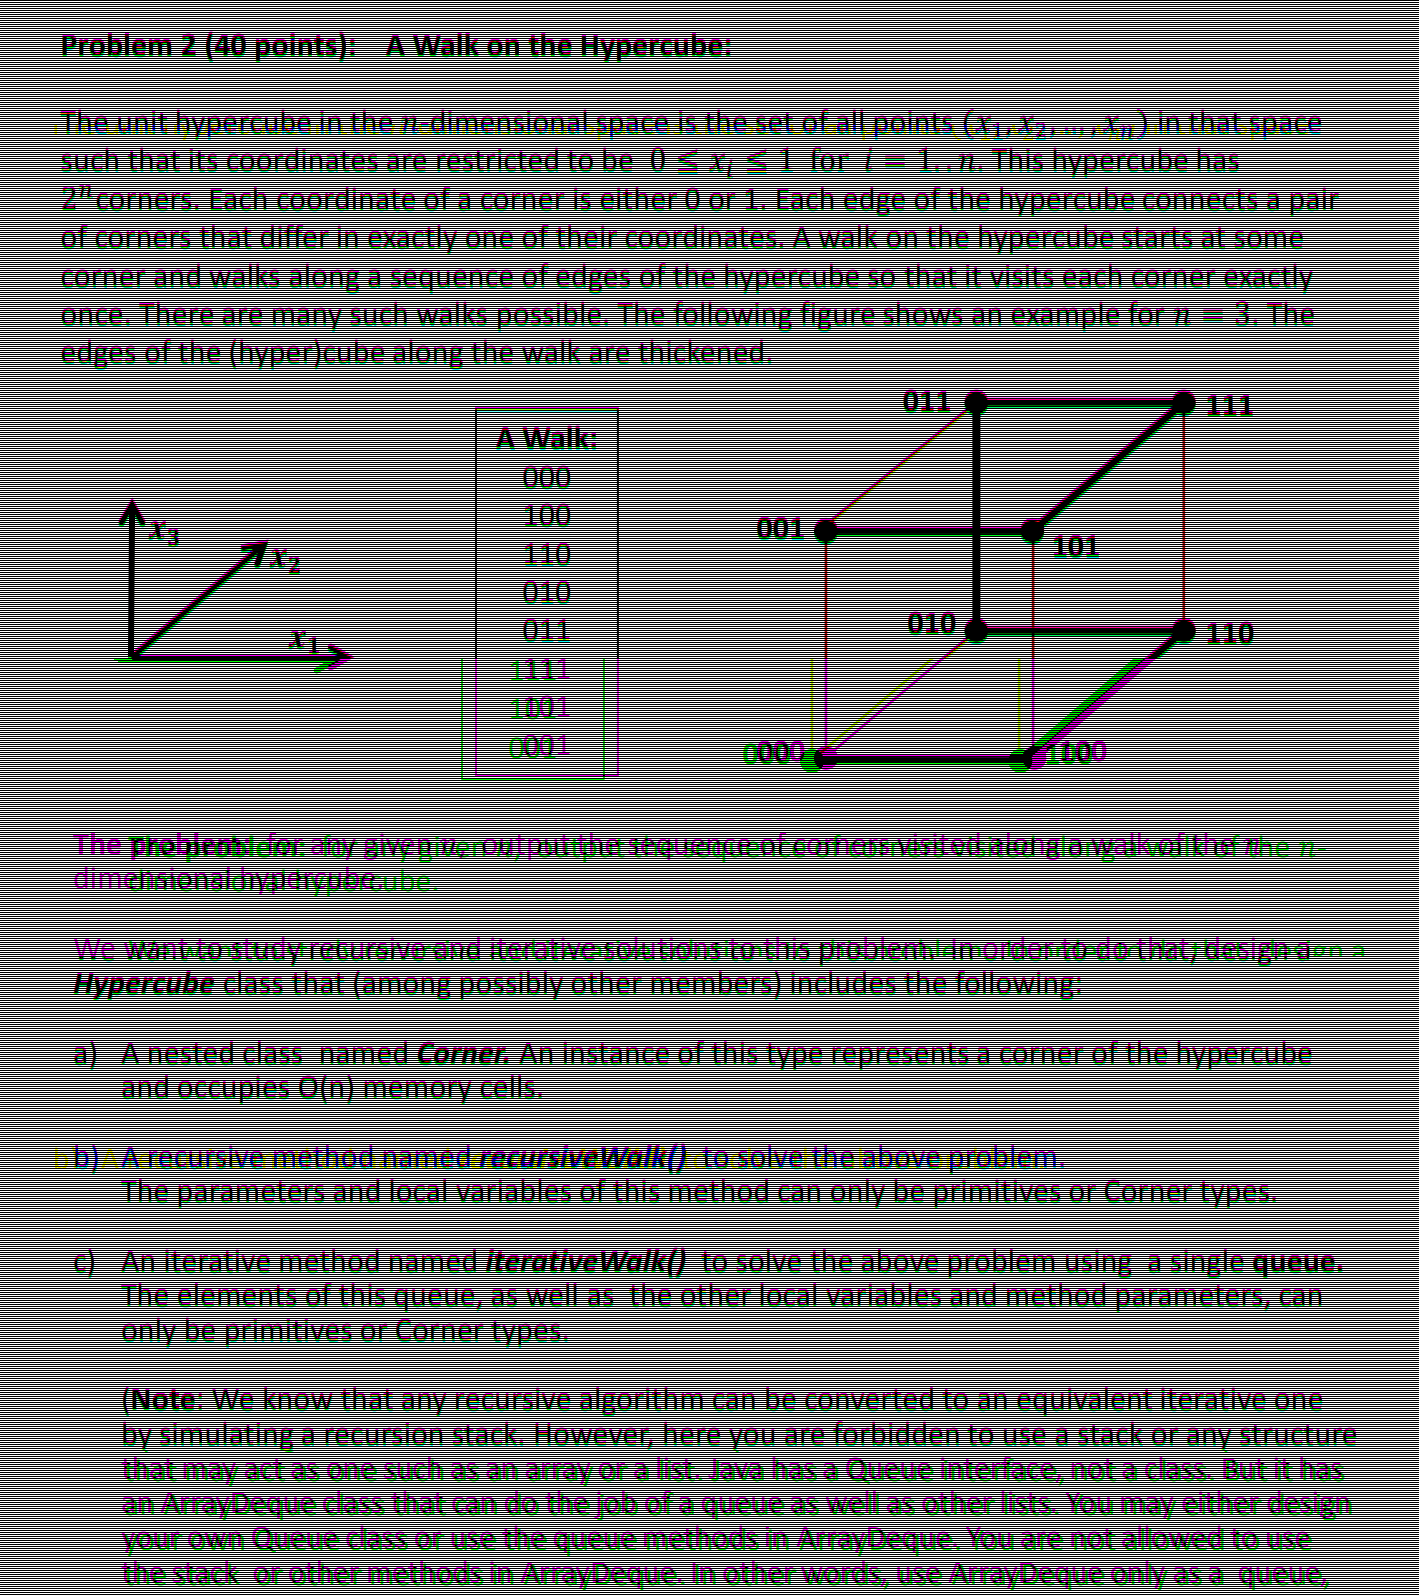 Problem 2 (40 points): A Walk on the Hypercube:
The unit hypercube in the n-dimensional space is the set of all points (x₁, x₂, ..., xₙ) in that space
such that its coordinates are restricted to be 0 ≤ xᵢ ≤ 1 for i = 1..n. This hypercube has
2ⁿ corners. Each coordinate of a corner is either 0 or 1. Each edge of the hypercube connects a pair
of corners that differ in exactly one of their coordinates. A walk on the hypercube starts at some
corner and walks along a sequence of edges of the hypercube so that it visits each corner exactly
once. There are many such walks possible. The following figure shows an example for n = 3. The
edges of the (hyper)cube along the walk are thickened.
x₃
x₂
x₁
A Walk:
000
100
110
010
011
111
101
001
011
111
001
101
010
110
000
100
The problem: for any given n, output the sequence of corners visited along a walk of the n-
dimensional hypercube.
We want to study recursive and iterative solutions to this problem. In order to do that, design a
Hypercube class that (among possibly other members) includes the following:
a) A nested class named Corner. An instance of this type represents a corner of the hypercube
and occupies O(n) memory cells.
b) A recursive method named recursiveWalk() to solve the above problem.
The parameters and local variables of this method can only be primitives or Corner types.
c) An iterative method named iterativeWalk() to solve the above problem using a single queue.
The elements of this queue, as well as the other local variables and method parameters, can
only be primitives or Corner types.
(Note: We know that any recursive algorithm can be converted to an equivalent iterative one
by simulating a recursion stack. However, here you are forbidden to use a stack or any structure
that may act as one such as an array or a list. Java has a Queue interface, not a class. But it has
an ArrayDeque class that can do the job of a queue as well as other lists. You may either design
your own Queue class or use the queue methods in ArrayDeque. You are not allowed to use
the stack or other methods in ArrayDeque. In other words, use ArrayDeque only as a queue,